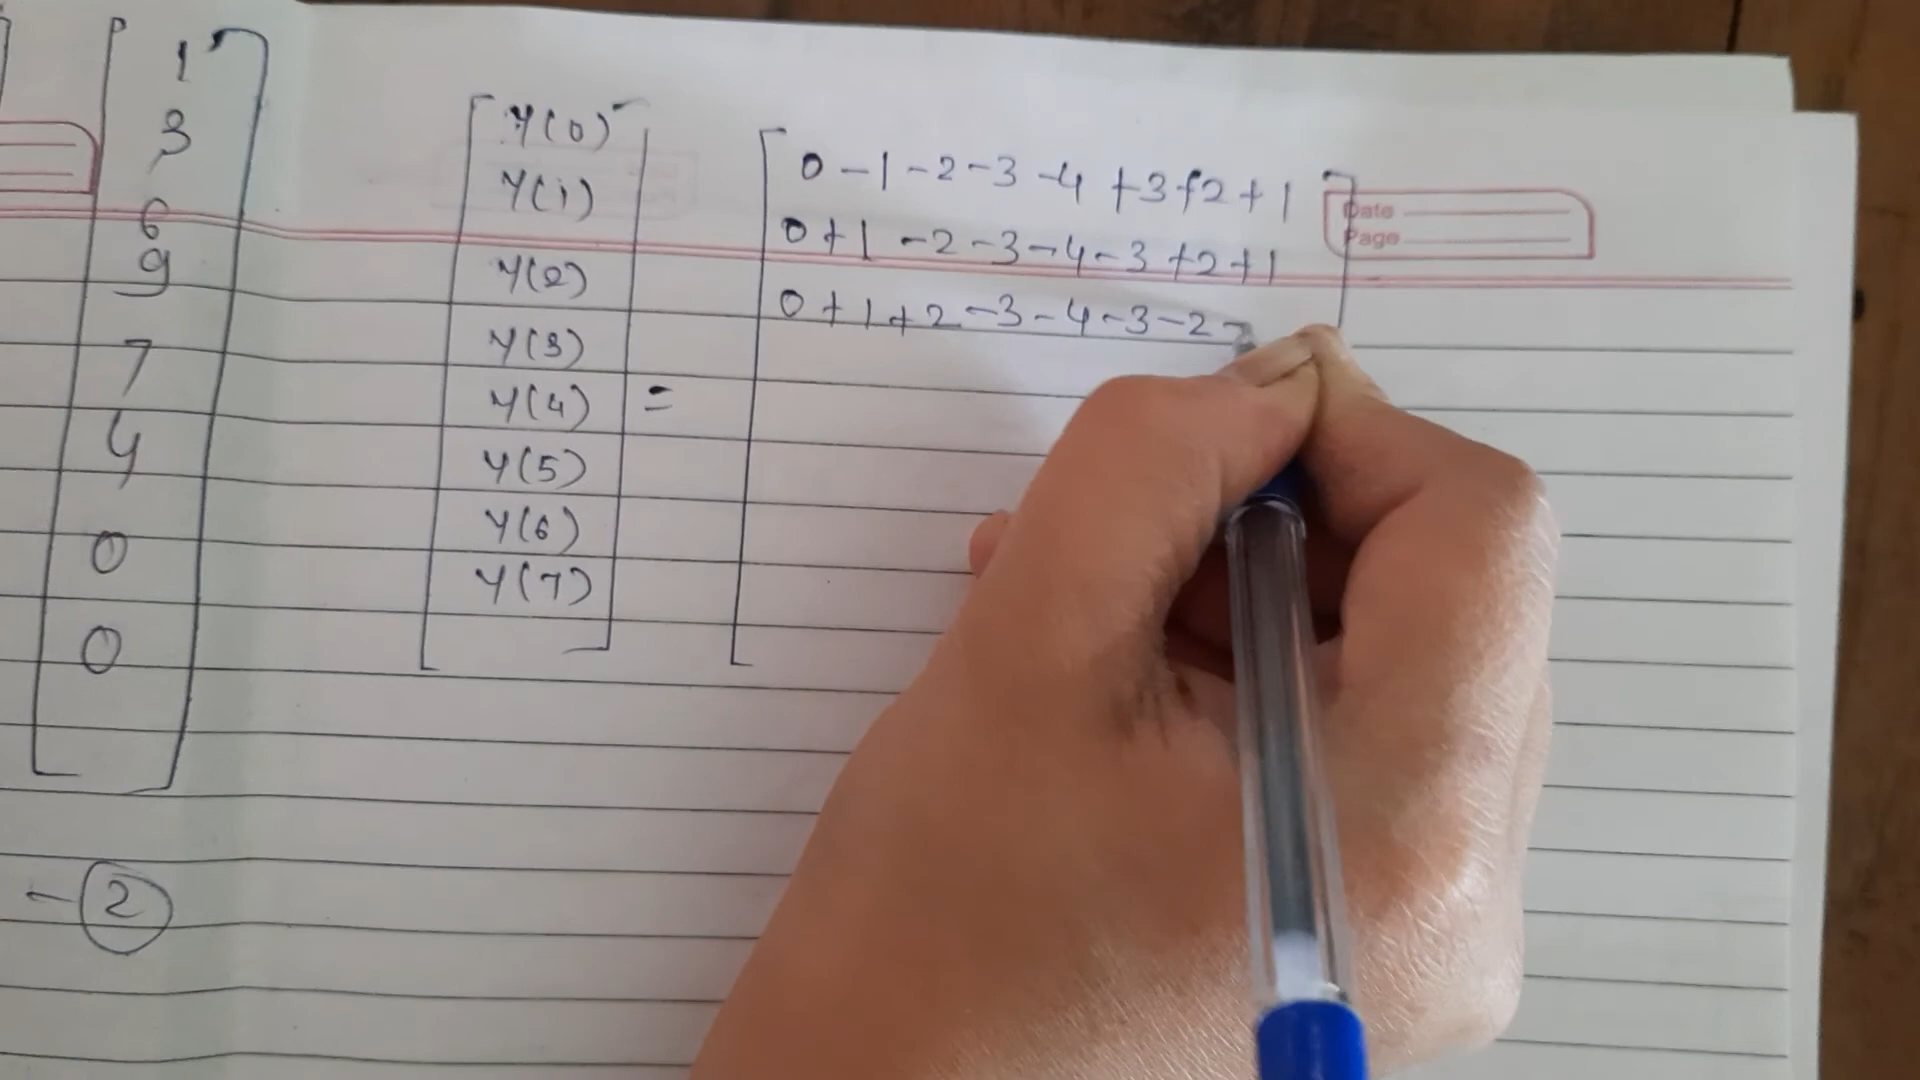 1
3
6
9
7
4
0
0
- 2
Y(0)
Y(1)
Y(2)
Y(3)
Y(4) =
Y(5)
Y(6)
Y(7)
0 - 1 - 2 - 3 - 4 + 3 + 2 + 1
0 + 1 - 2 - 3 - 4 - 3 + 2 + 1
0 + 1 + 2 - 3 - 4 - 3 - 2 -
Date
Page